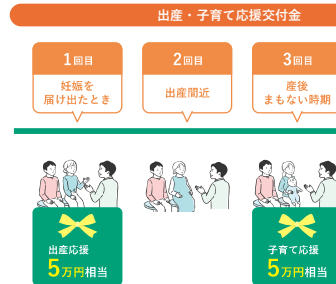 出産・子育て応援交付金
1回目
妊娠を
届け出たとき
2回目
出産間近
3回目
産後
まもない時期
出産応援
5万円相当
子育て応援
5万円相当